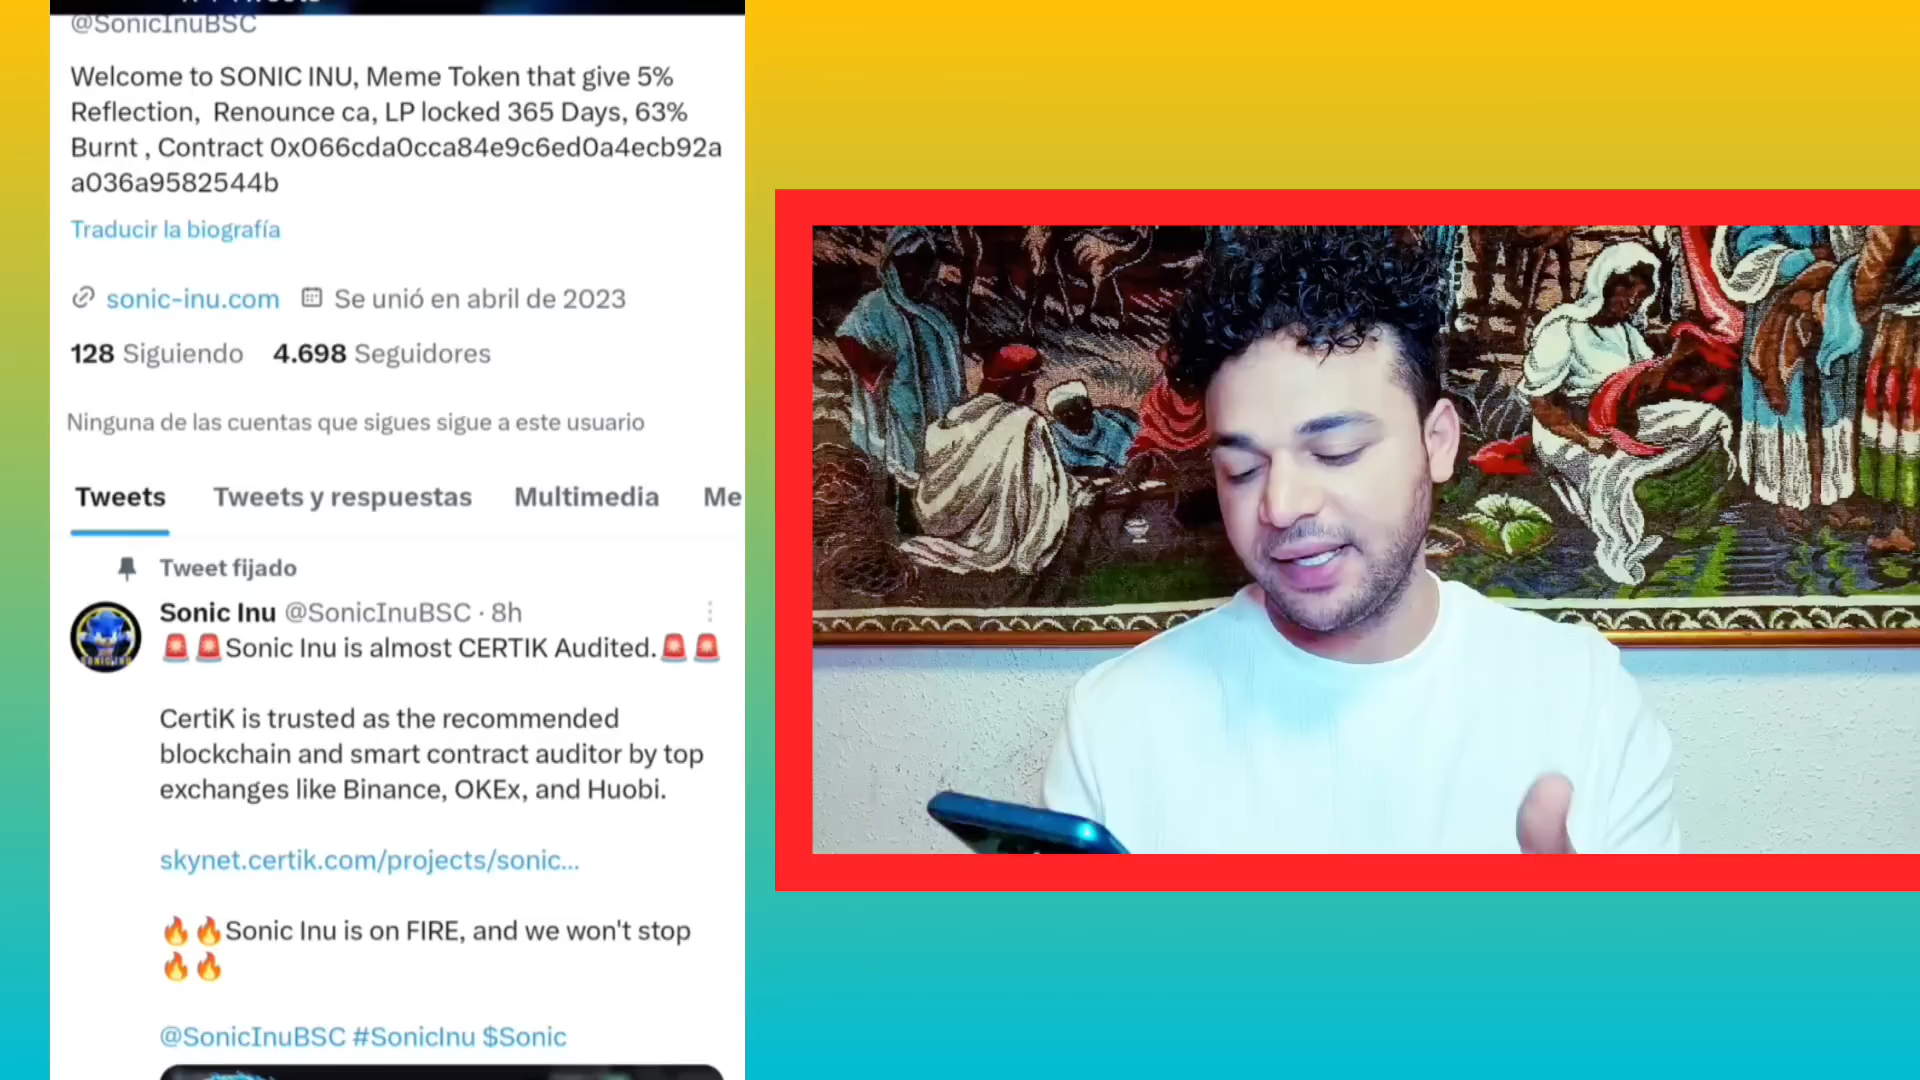 @SonicInuBSC
Welcome to SONIC INU, Meme Token that give 5%
Reflection, Renounce ca, LP locked 365 Days, 63%
Burnt , Contract 0x066cda0cca84e9c6ed0a4ecb92a
a036a9582544b
Traducir la biografía
sonic-inu.com Se unió en abril de 2023
128 Siguiendo 4.698 Seguidores
Ninguna de las cuentas que sigues sigue a este usuario
Tweets Tweets y respuestas Multimedia Me
Tweet fijado
Sonic Inu @SonicInuBSC · 8h
🚨🚨Sonic Inu is almost CERTIK Audited.🚨🚨
CertiK is trusted as the recommended
blockchain and smart contract auditor by top
exchanges like Binance, OKEx, and Huobi.
skynet.certik.com/projects/sonic...
🔥🔥Sonic Inu is on FIRE, and we won't stop
🔥🔥
@SonicInuBSC #SonicInu $Sonic